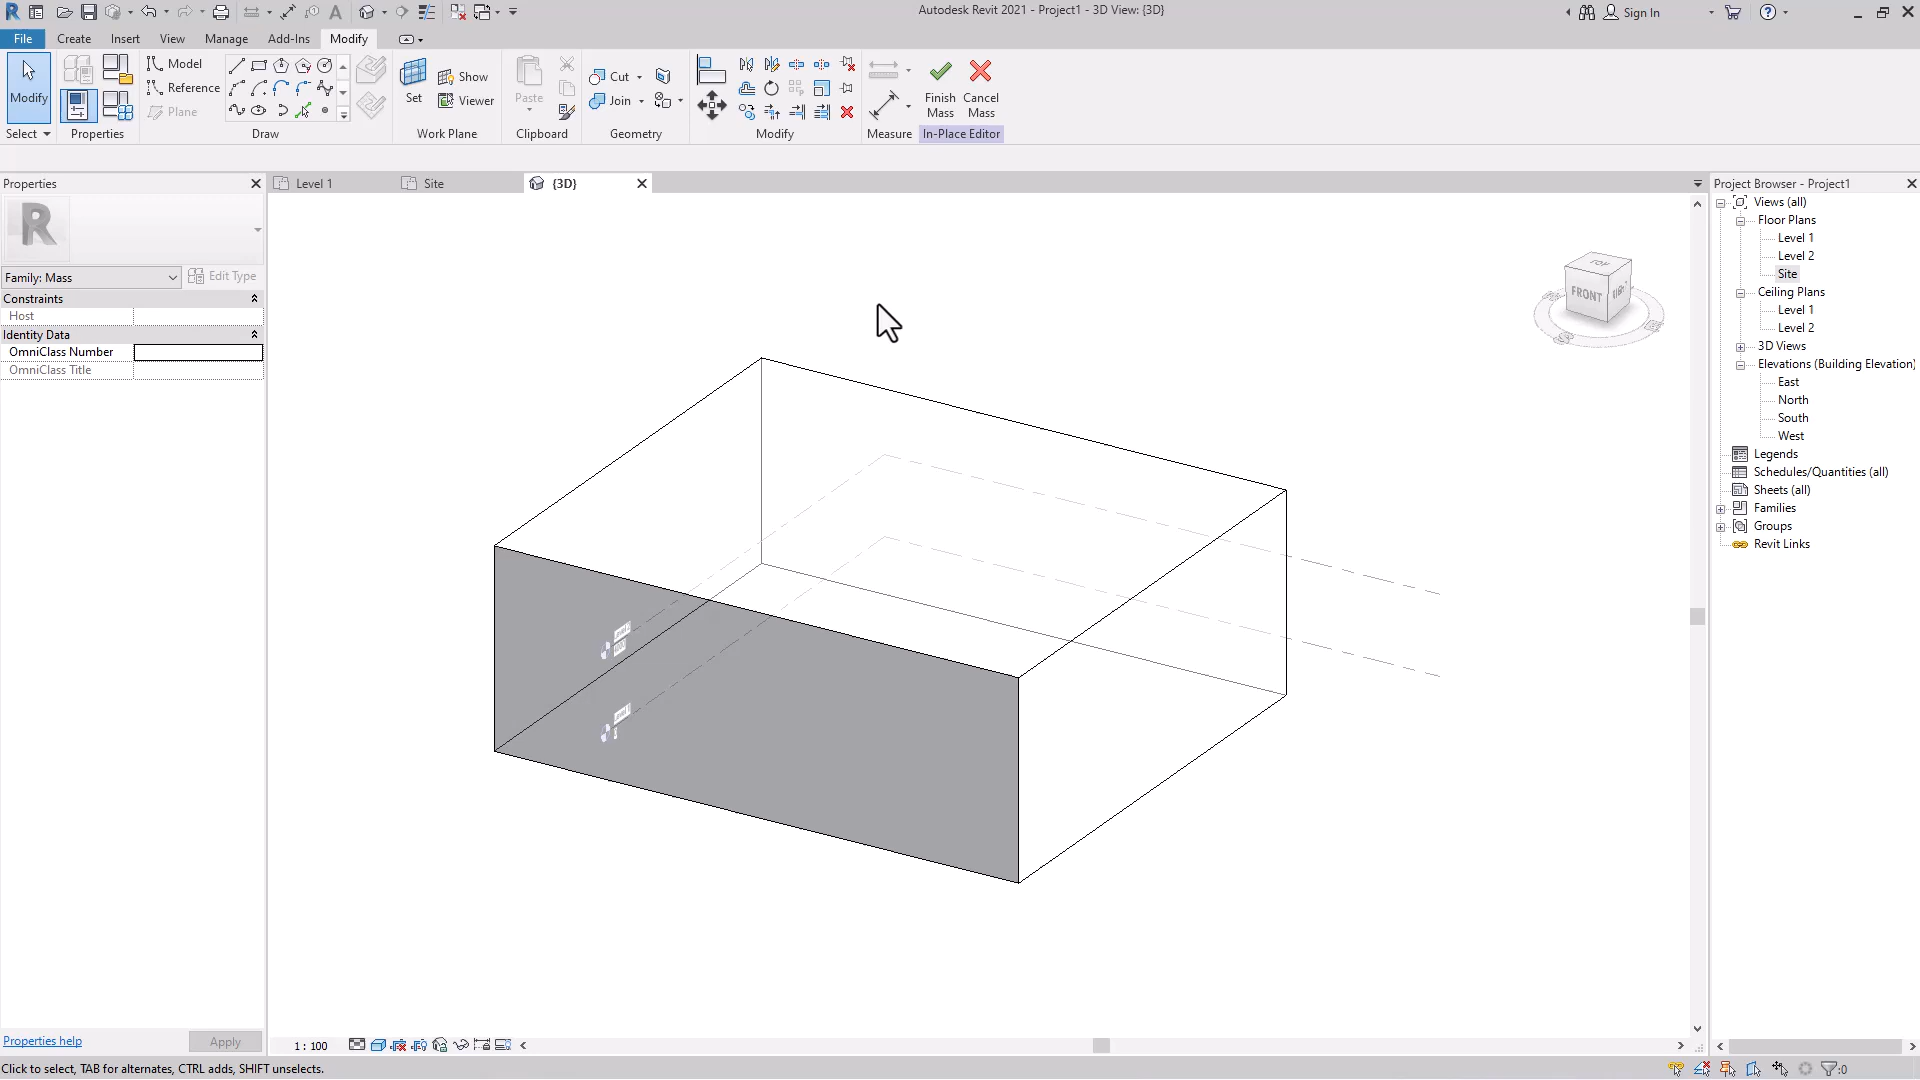 Autodesk Revit 2021 - Project1 - 3D View: {3D}
Sign In
File
Create
Insert
View
Manage
Add-Ins
Modify
Modify
Select
Properties
Model
Reference
Plane
Draw
Set
Show
Viewer
Work Plane
Paste
Clipboard
Cut
Join
Geometry
Modify
Measure
Finish
Mass
Cancel
Mass
In-Place Editor
Properties
Level 1
Site
{3D}
Project Browser - Project1
R
Family: Mass
Edit Type
Constraints
Host
Identity Data
OmniClass Number
OmniClass Title
TOP
FRONT
RIGHT
Views (all)
Floor Plans
Level 1
Level 2
Site
Ceiling Plans
Level 1
Level 2
3D Views
Elevations (Building Elevation)
East
North
South
West
Legends
Schedules/Quantities (all)
Sheets (all)
Families
Groups
Revit Links
Properties help
Apply
1 : 100
Click to select, TAB for alternates, CTRL adds, SHIFT unselects.
:0